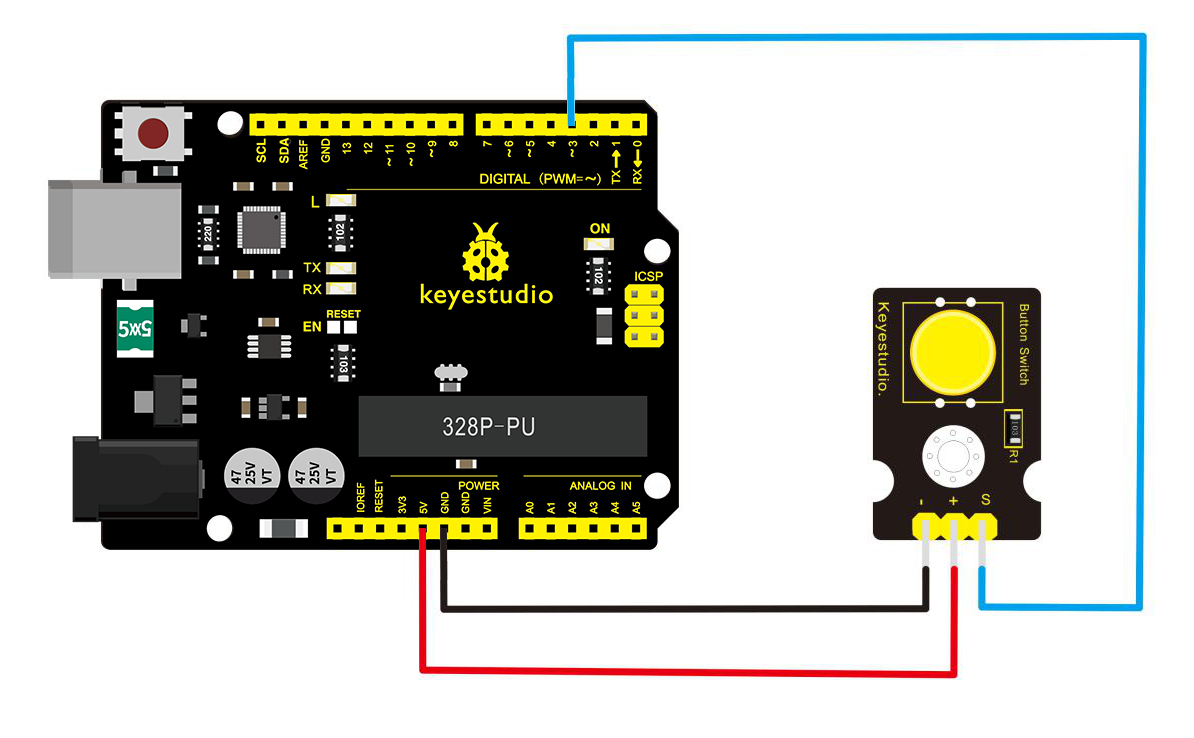 SCL
SDA
AREF
GND
13
12
~11
~10
~9
8
7
~6
~5
4
~3
2
TX→1
RX←0
DIGITAL (PWM=~)
L
220
102
ON
TX
RX
102
ICSP
keyestudio
RESET
EN
5XX5
103
328P-PU
47
25V
VT
47
25V
VT
POWER
ANALOG IN
IOREF
RESET
3V3
5V
GND
GND
VIN
A0
A1
A2
A3
A4
A5
Keyestudio.
Button Switch
103
R1
-
+
S